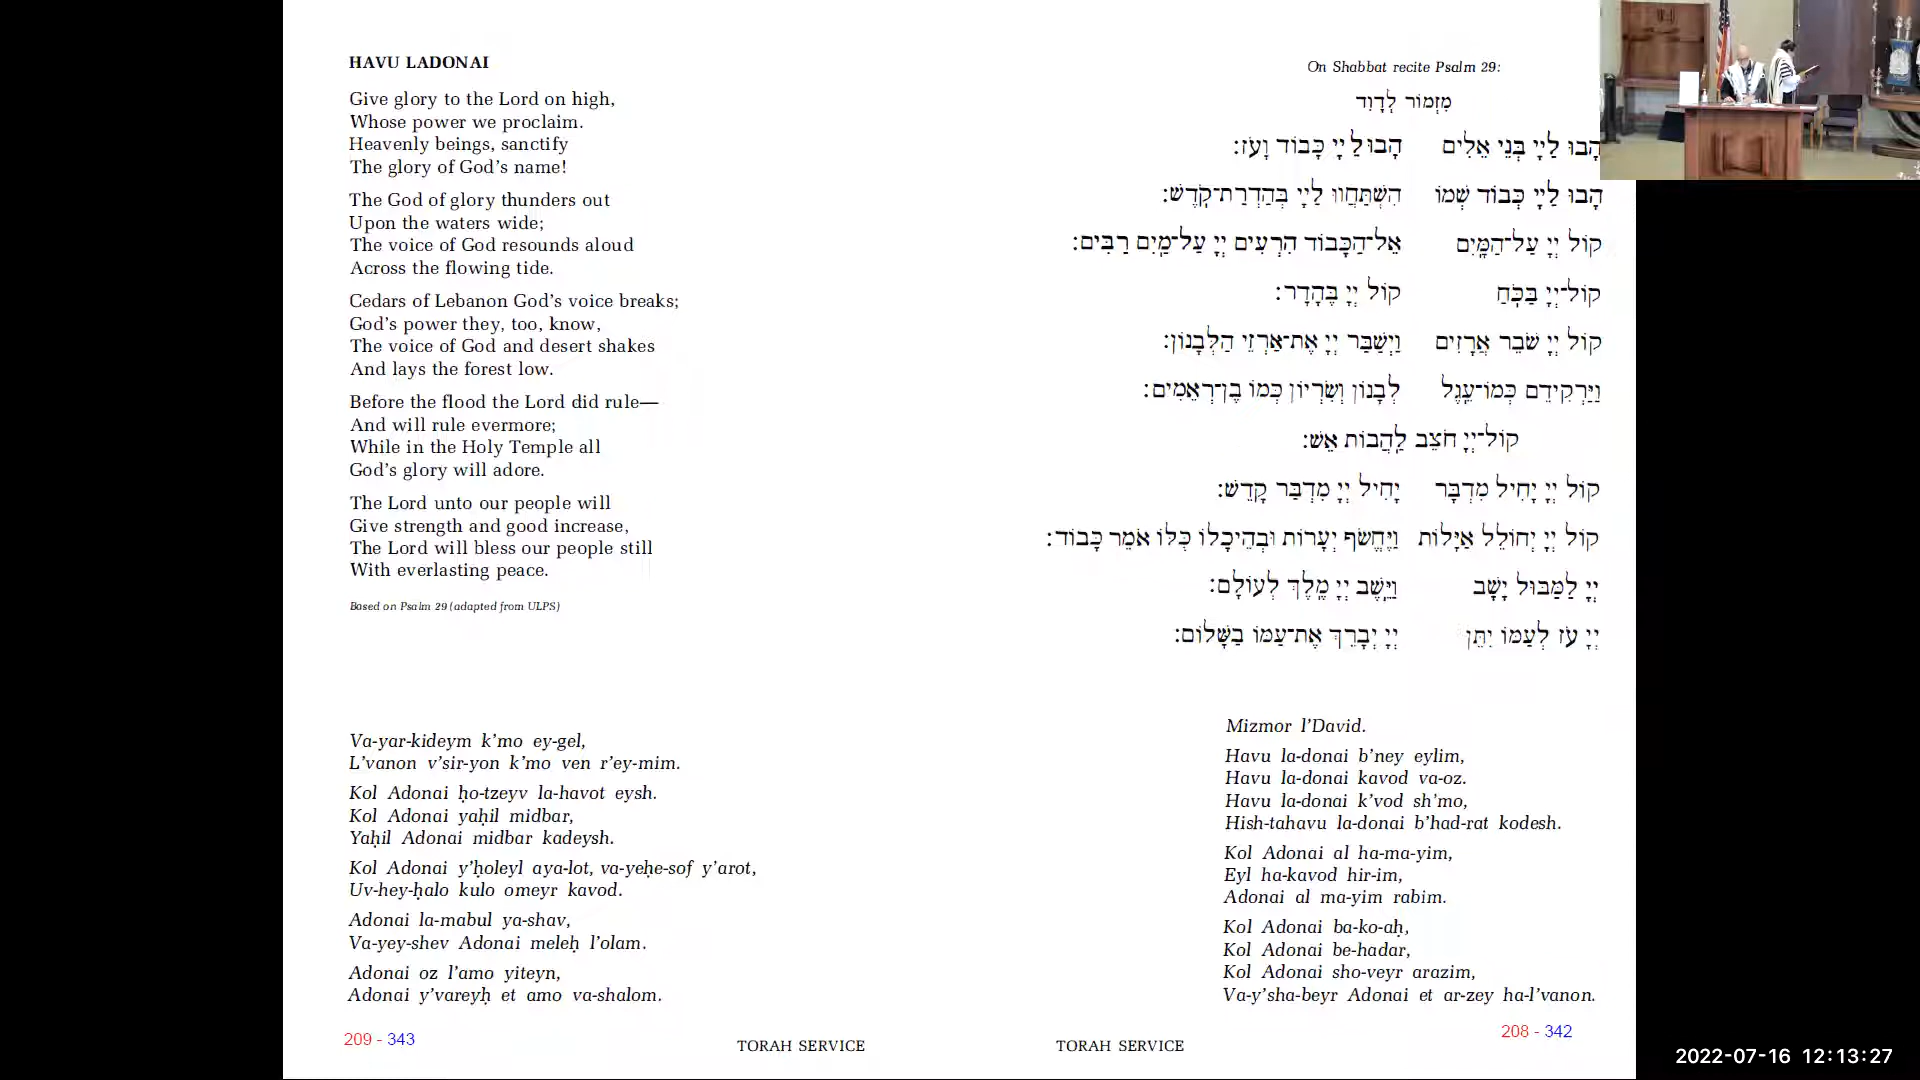 HAVU LADONAI
Give glory to the Lord on high,
Whose power we proclaim.
Heavenly beings, sanctify
The glory of God’s name!
The God of glory thunders out
Upon the waters wide;
The voice of God resounds aloud
Across the flowing tide.
Cedars of Lebanon God’s voice breaks;
God’s power they, too, know,
The voice of God and desert shakes
And lays the forest low.
Before the flood the Lord did rule—
And will rule evermore;
While in the Holy Temple all
God’s glory will adore.
The Lord unto our people will
Give strength and good increase,
The Lord will bless our people still
With everlasting peace.
Based on Psalm 29 (adapted from ULPS)
Va-yar-kideym k’mo ey-gel,
L’vanon v’sir-yon k’mo ven r’ey-mim.
Kol Adonai ḥo-tzeyv la-havot eysh.
Kol Adonai yaḥil midbar,
Yaḥil Adonai midbar kadeysh.
Kol Adonai y’ḥoleyl aya-lot, va-yeḥe-sof y’arot,
Uv-hey-ḥalo kulo omeyr kavod.
Adonai la-mabul ya-shav,
Va-yey-shev Adonai meleḥ l’olam.
Adonai oz l’amo yiteyn,
Adonai y’vareyḥ et amo va-shalom.
209 - 343
TORAH SERVICE
On Shabbat recite Psalm 29:
מִזְמוֹר לְדָוִד
הָבוּ לַייָ בְּנֵי אֵלִים הָבוּ לַייָ כָּבוֹד וָעֹז:
הָבוּ לַייָ כְּבוֹד שְׁמוֹ הִשְׁתַּחֲווּ לַייָ בְּהַדְרַת־קֹֽדֶשׁ:
קוֹל יְיָ עַל־הַמָּֽיִם אֵל־הַכָּבוֹד הִרְעִים יְיָ עַל־מַֽיִם רַבִּים:
קוֹל־יְיָ בַּכֹּֽחַ קוֹל יְיָ בֶּהָדָר:
קוֹל יְיָ שֹׁבֵר אֲרָזִים וַיְשַׁבֵּר יְיָ אֶת־אַרְזֵי הַלְּבָנוֹן:
וַיַּרְקִידֵם כְּמוֹ־עֵֽגֶל לְבָנוֹן וְשִׂרְיוֹן כְּמוֹ בֶן־רְאֵמִים:
קוֹל־יְיָ חֹצֵב לַֽהֲבוֹת אֵשׁ:
קוֹל יְיָ יָחִיל מִדְבָּר יָחִיל יְיָ מִדְבַּר קָדֵשׁ:
קוֹל יְיָ יְחוֹלֵל אַיָּלוֹת וַיֶּחֱשֹׂף יְעָרוֹת וּבְהֵיכָלוֹ כֻּלּוֹ אֹמֵר כָּבוֹד:
יְיָ לַמַּבּוּל יָשָׁב וַיֵּֽשֶׁב יְיָ מֶֽלֶךְ לְעוֹלָם:
יְיָ עֹז לְעַמּוֹ יִתֵּן יְיָ יְבָרֵךְ אֶת־עַמּוֹ בַשָּׁלוֹם:
Mizmor l’David.
Havu la-donai b’ney eylim,
Havu la-donai kavod va-oz.
Havu la-donai k’vod sh’mo,
Hish-tahavu la-donai b’had-rat kodesh.
Kol Adonai al ha-ma-yim,
Eyl ha-kavod hir-im,
Adonai al ma-yim rabim.
Kol Adonai ba-ko-aḥ,
Kol Adonai be-hadar,
Kol Adonai sho-veyr arazim,
Va-y’sha-beyr Adonai et ar-zey ha-l’vanon.
208 - 342
TORAH SERVICE
2022-07-16 12:13:27